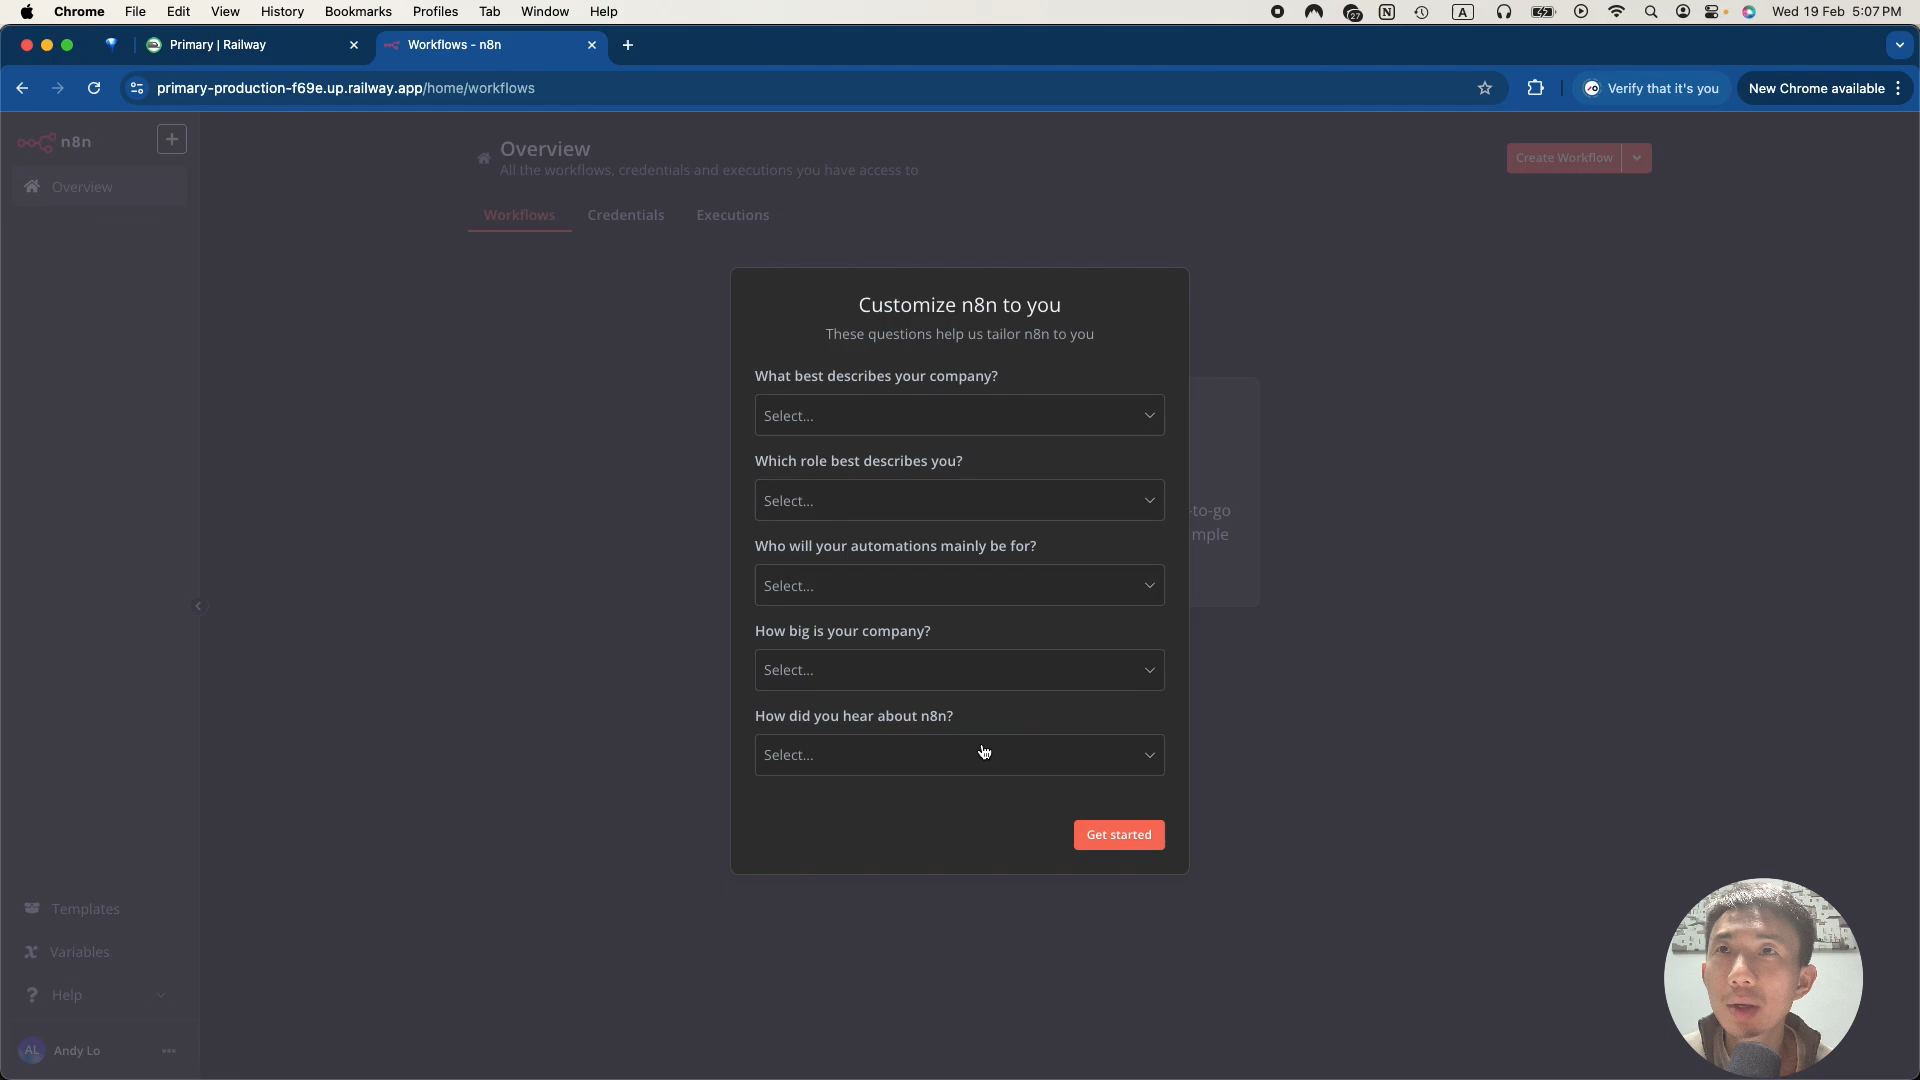 Chrome File Edit View History Bookmarks Profiles Tab Window Help 27 A Wed 19 Feb 5:07 PM
Primary | Railway Workflows - n8n
primary-production-f69e.up.railway.app/home/workflows Verify that it's you New Chrome available
n8n
Overview
Overview
All the workflows, credentials and executions you have access to
Create Workflow
Workflows Credentials Executions
Customize n8n to you
These questions help us tailor n8n to you
What best describes your company?
Select...
Which role best describes you?
Select...
-to-go
mple
Who will your automations mainly be for?
Select...
How big is your company?
Select...
How did you hear about n8n?
Select...
Get started
Templates
Variables
Help
AL Andy Lo